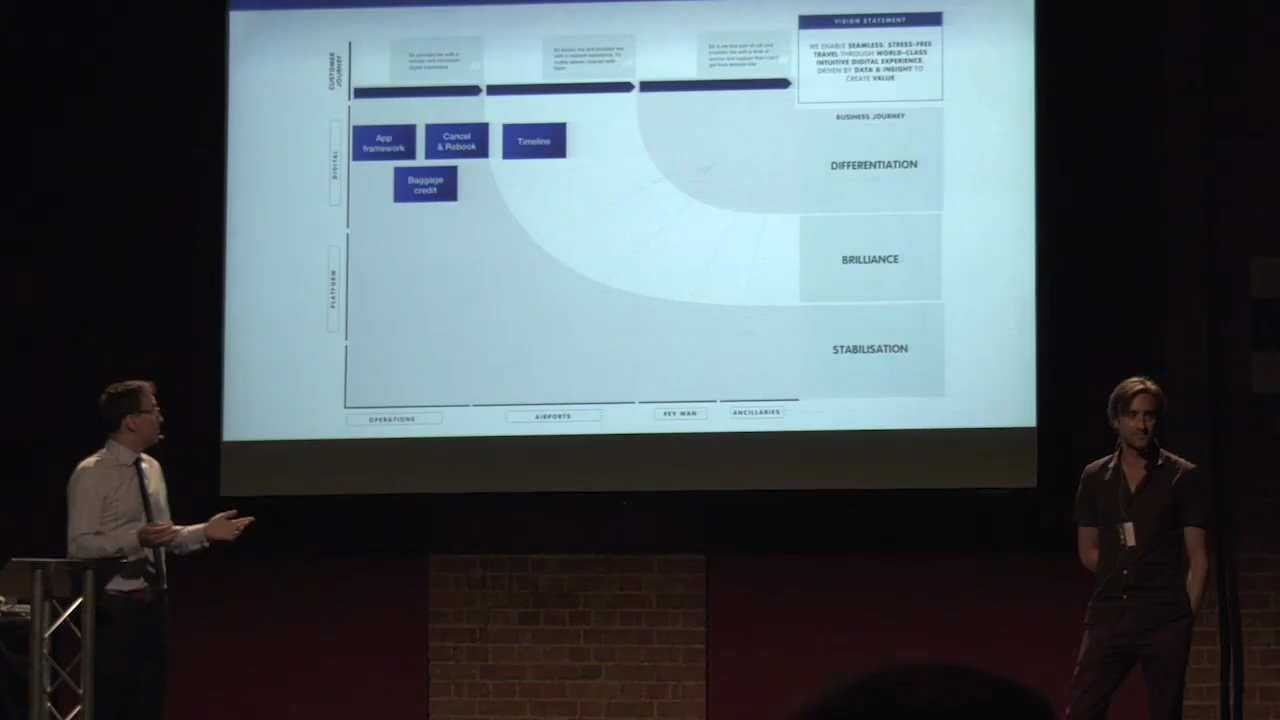 VISION STATEMENT
WE ENABLE SEAMLESS, STRESS-FREE
TRAVEL THROUGH WORLD-CLASS
INTUITIVE DIGITAL EXPERIENCE,
DRIVEN BY DATA & INSIGHT TO
CREATE VALUE
CUSTOMER
JOURNEY
BUSINESS JOURNEY
DIGITAL
App
framework
Cancel
& Rebook
Timeline
Baggage
credit
DIFFERENTIATION
BRILLIANCE
PLATFORM
STABILISATION
OPERATIONS
AIRPORTS
REV MAN
ANCILLARIES